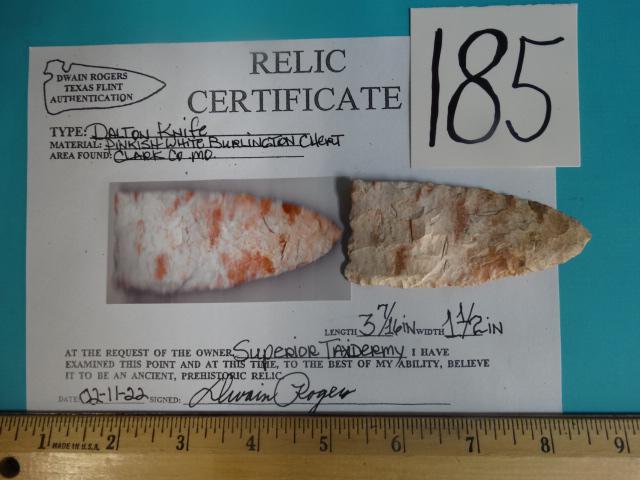 185
DWAIN ROGERS
TEXAS FLINT
AUTHENTICATION
RELIC
CERTIFICATE
TYPE: DALTON KNIFE
MATERIAL: PINKISH WHITE BURLINGTON CHERT
AREA FOUND: CLARK CO MO.
LENGTH 3 7/16 IN WIDTH 1 1/2 IN
AT THE REQUEST OF THE OWNER, Superior Taxidermy I HAVE
EXAMINED THIS POINT AND AT THIS TIME, TO THE BEST OF MY ABILITY, BELIEVE
IT TO BE AN ANCIENT, PREHISTORIC RELIC
DATE: 02-11-22 SIGNED: Dwain Rogers
1 2 3 4 5 6 7 8 9
MADE IN U.S.A.